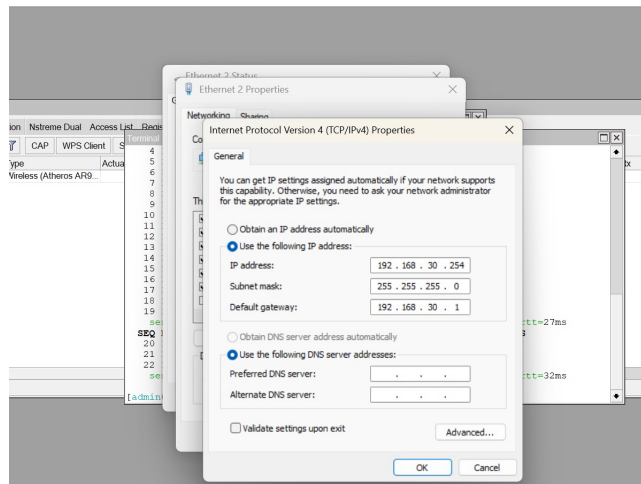 Ethernet 2 Status
Ethernet 2 Properties
Networking Sharing
Nstreme Dual Access List
CAP WPS Client
Terminal
Wireless (Atheros AR9...
Internet Protocol Version 4 (TCP/IPv4) Properties
General
You can get IP settings assigned automatically if your network supports
this capability. Otherwise, you need to ask your network administrator
for the appropriate IP settings.
Obtain an IP address automatically
Use the following IP address:
IP address: 192 . 168 . 30 . 254
Subnet mask: 255 . 255 . 255 . 0
Default gateway: 192 . 168 . 30 . 1
Obtain DNS server address automatically
Use the following DNS server addresses:
Preferred DNS server: . . .
Alternate DNS server: . . .
Validate settings upon exit
Advanced...
OK Cancel
4
5
6
7
8
9
10
11
12
13
14
15
16
17
18
19
tt=27ms
SEQ
20
21
22
tt=32ms
[admin